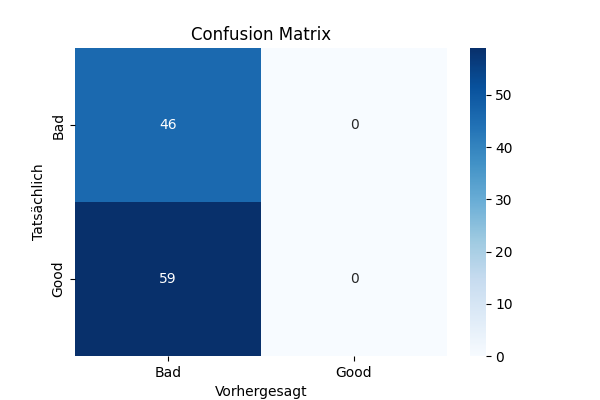 Confusion Matrix
Tatsächlich
Bad
46
0
Good
59
0
Bad
Good
Vorhergesagt
50
40
30
20
10
0